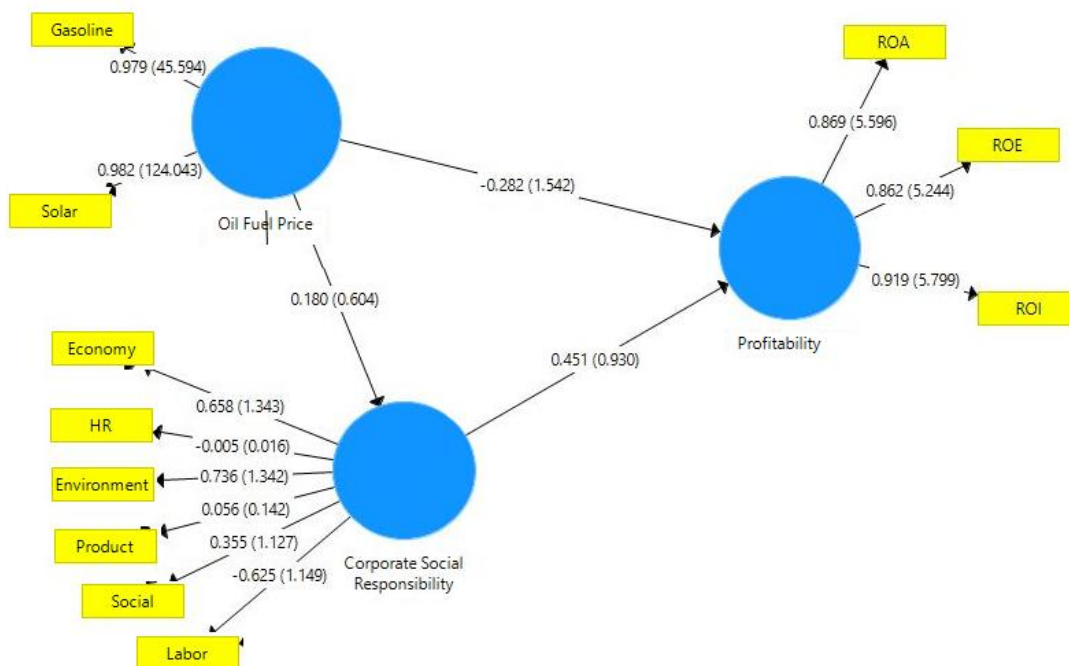 Gasoline
0.979 (45.594)
0.982 (124.043)
Solar
Oil Fuel Price
-0.282 (1.542)
0.180 (0.604)
ROA
0.869 (5.596)
ROE
0.862 (5.244)
0.919 (5.799)
ROI
Profitability
0.451 (0.930)
Economy
0.658 (1.343)
HR
-0.005 (0.016)
Environment
0.736 (1.342)
0.056 (0.142)
Product
0.355 (1.127)
Social
-0.625 (1.149)
Labor
Corporate Social
Responsibility